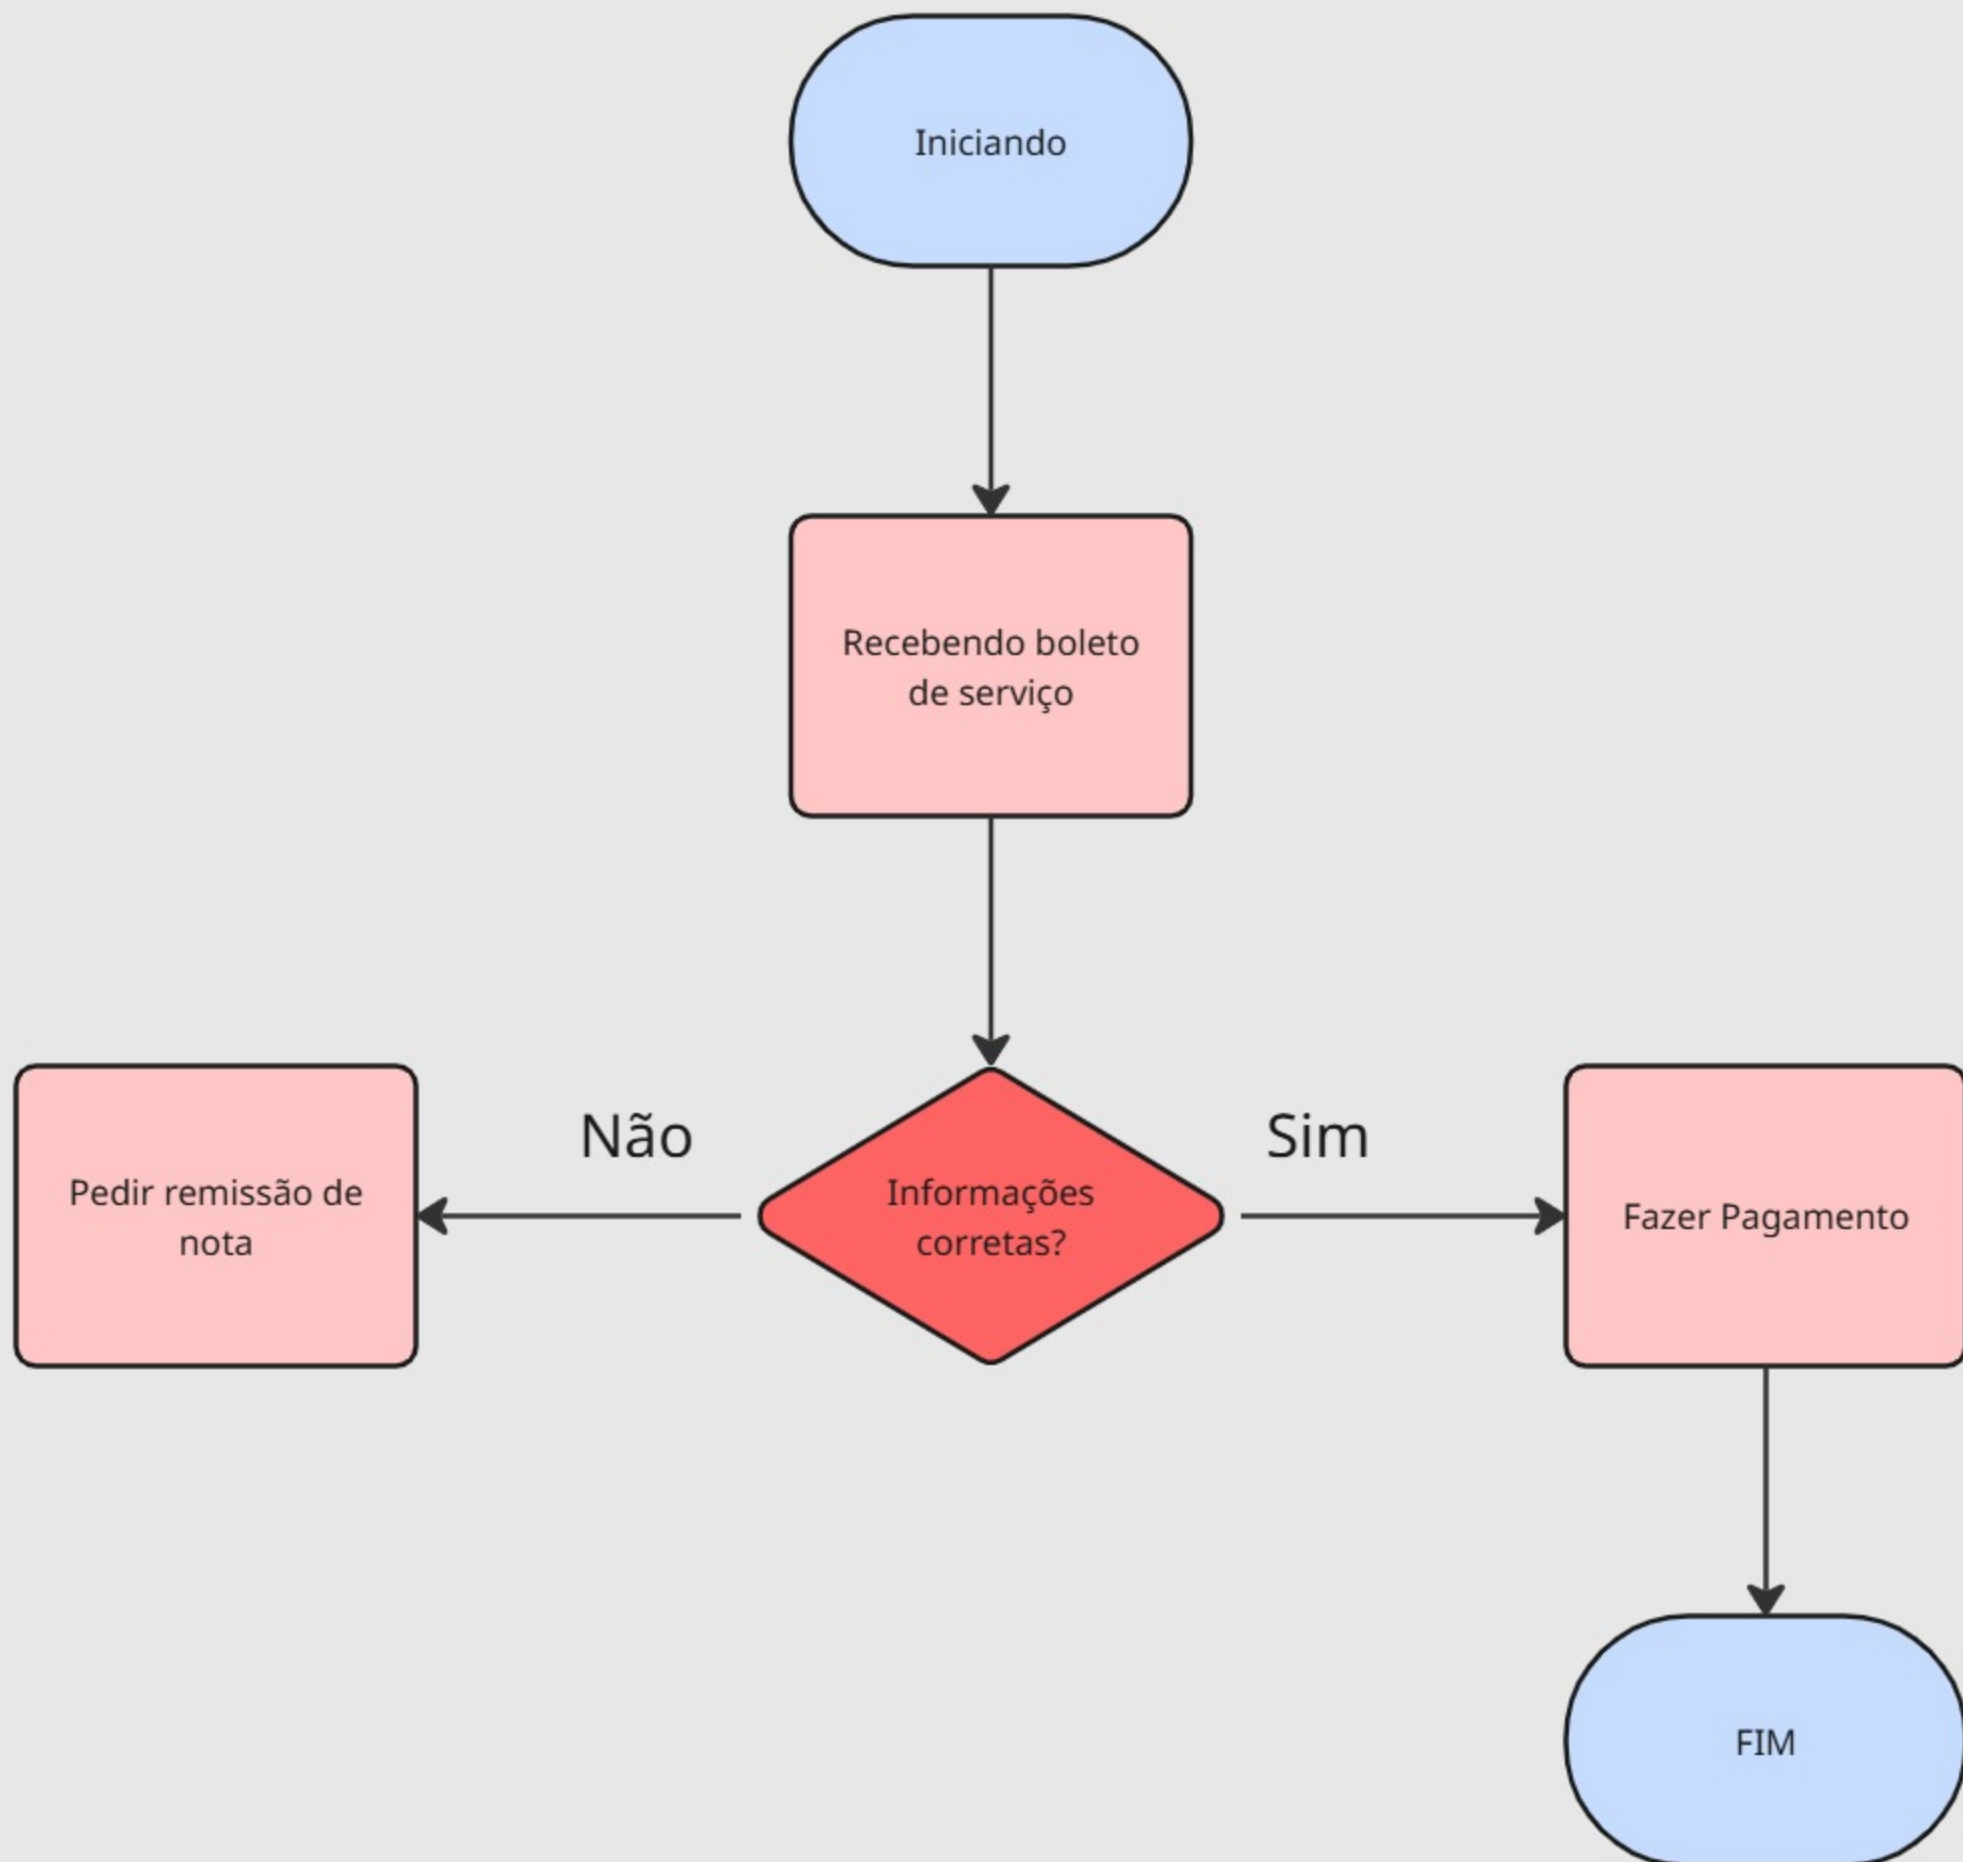 Iniciando
Recebendo boleto
de serviço
Não
Sim
Pedir remissão de
nota
Informações
corretas?
Fazer Pagamento
FIM